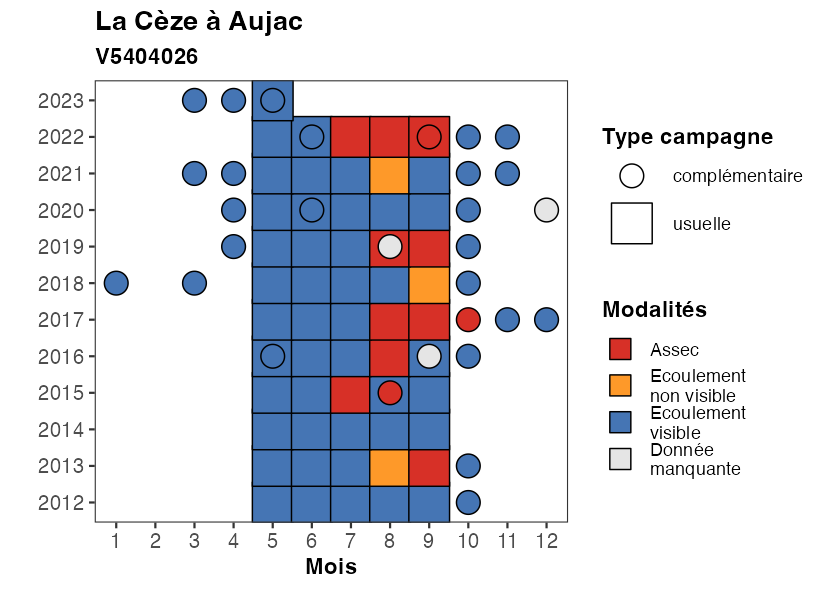 La Cèze à Aujac
V5404026
2023
2022
2021
2020
2019
2018
2017
2016
2015
2014
2013
2012
1 2 3 4 5 6 7 8 9 10 11 12
Mois
Type campagne
complémentaire
usuelle
Modalités
Assec
Ecoulement
non visible
Ecoulement
visible
Donnée
manquante